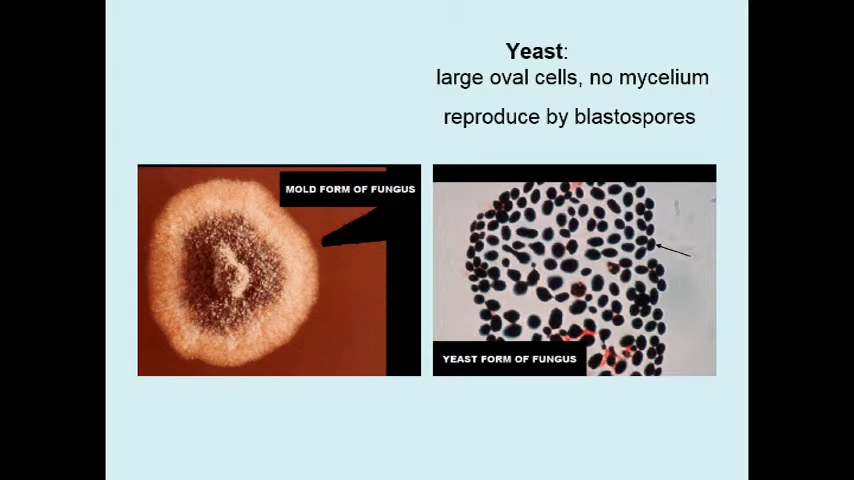 Yeast:
large oval cells, no mycelium
reproduce by blastospores
MOLD FORM OF FUNGUS
YEAST FORM OF FUNGUS